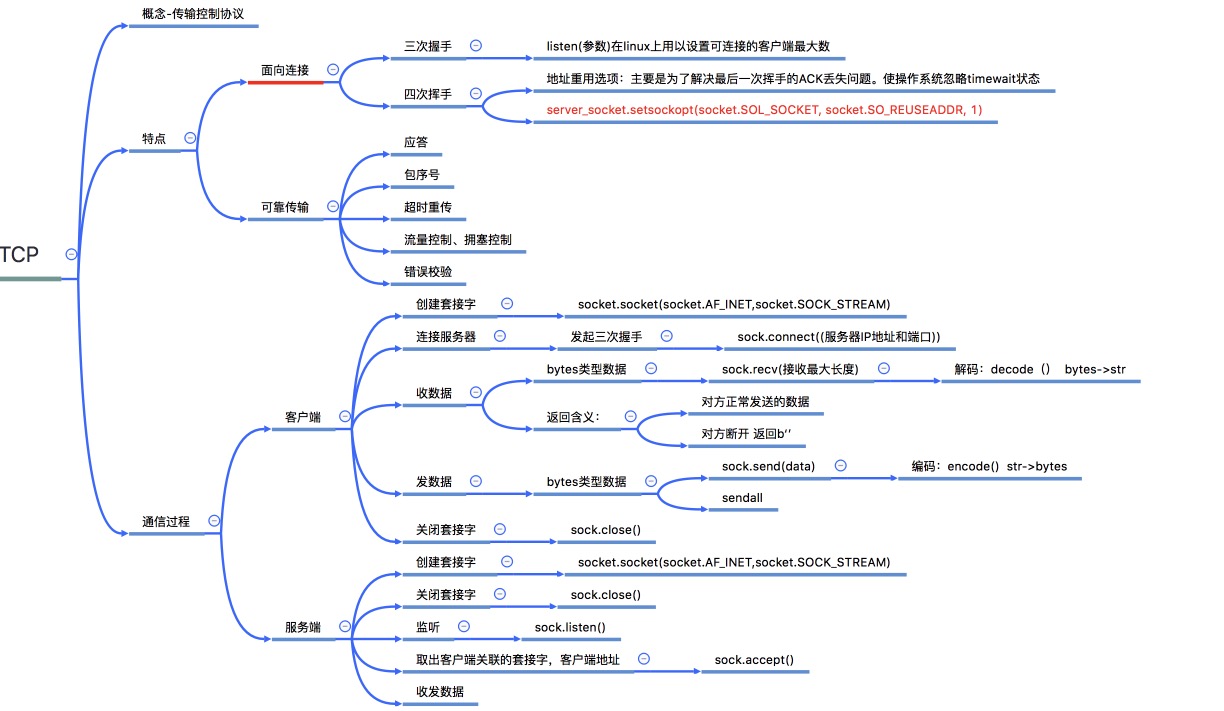 TCP
概念-传输控制协议
特点
面向连接
三次握手
listen(参数)在linux上用以设置可连接的客户端最大数
四次挥手
地址重用选项：主要是为了解决最后一次挥手的ACK丢失问题。使操作系统忽略timewait状态
server_socket.setsockopt(socket.SOL_SOCKET, socket.SO_REUSEADDR, 1)
可靠传输
应答
包序号
超时重传
流量控制、拥塞控制
错误校验
通信过程
客户端
创建套接字
socket.socket(socket.AF_INET,socket.SOCK_STREAM)
连接服务器
发起三次握手
sock.connect((服务器IP地址和端口))
收数据
bytes类型数据
sock.recv(接收最大长度)
解码：decode（） bytes->str
返回含义：
对方正常发送的数据
对方断开 返回b‘’
发数据
bytes类型数据
sock.send(data)
编码：encode() str->bytes
sendall
关闭套接字
sock.close()
服务端
创建套接字
socket.socket(socket.AF_INET,socket.SOCK_STREAM)
关闭套接字
sock.close()
监听
sock.listen()
取出客户端关联的套接字，客户端地址
sock.accept()
收发数据